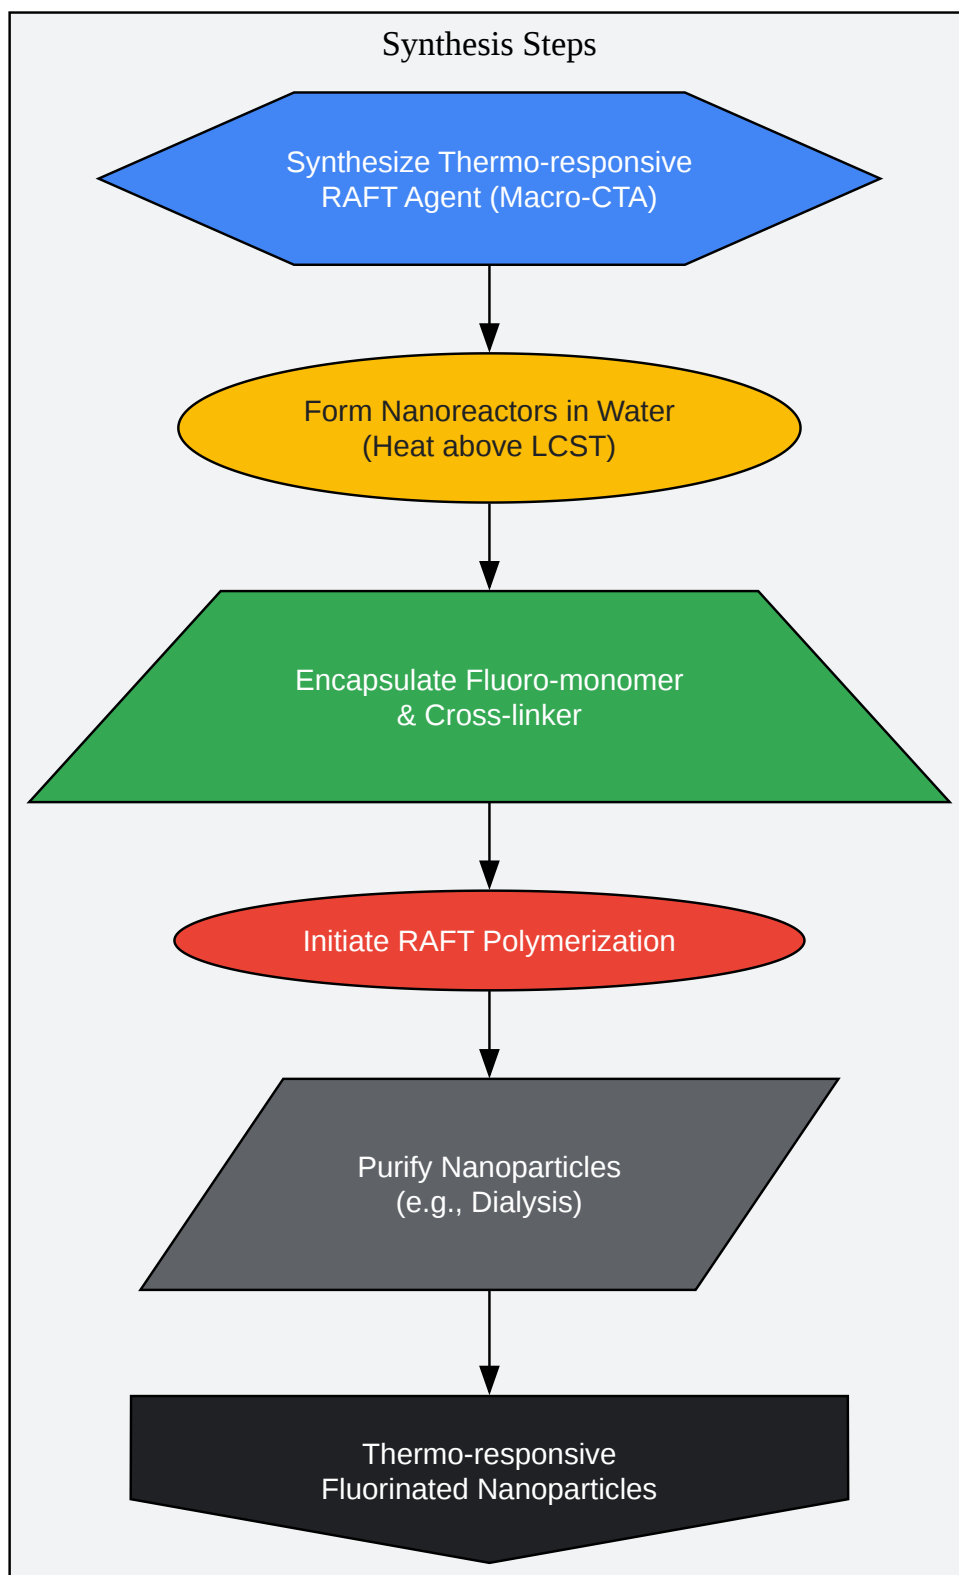 Synthesis Steps
Synthesize Thermo-responsive
RAFT Agent (Macro-CTA)
Form Nanoreactors in Water
(Heat above LCST)
Encapsulate Fluoro-monomer
& Cross-linker
Initiate RAFT Polymerization
Purify Nanoparticles
(e.g., Dialysis)
Thermo-responsive
Fluorinated Nanoparticles